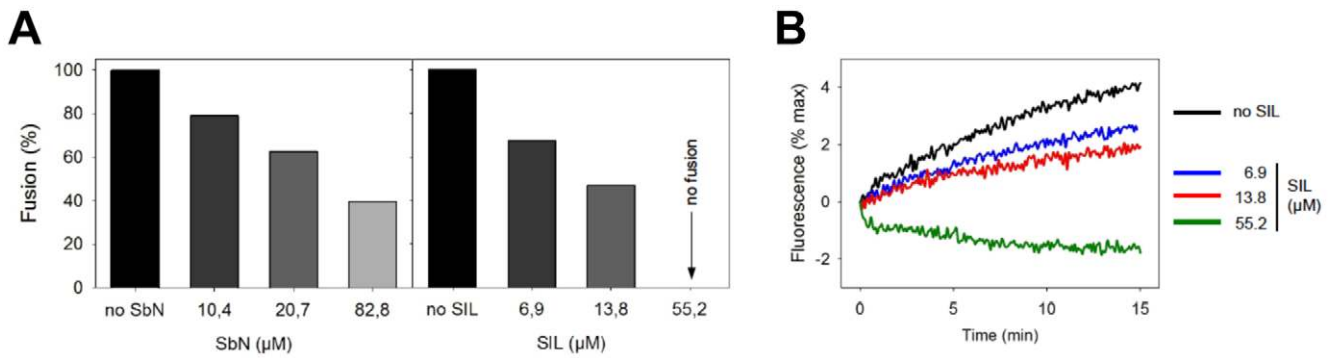 A
Fusion (%)
100
80
60
40
20
0
no SbN 10,4 20,7 82,8
SbN (µM)
no SIL 6,9 13,8 55,2
SIL (µM)
no fusion
B
Fluorescence (% max)
4
2
0
-2
0 5 10 15
Time (min)
no SIL
6.9
13.8
55.2
SIL
(µM)